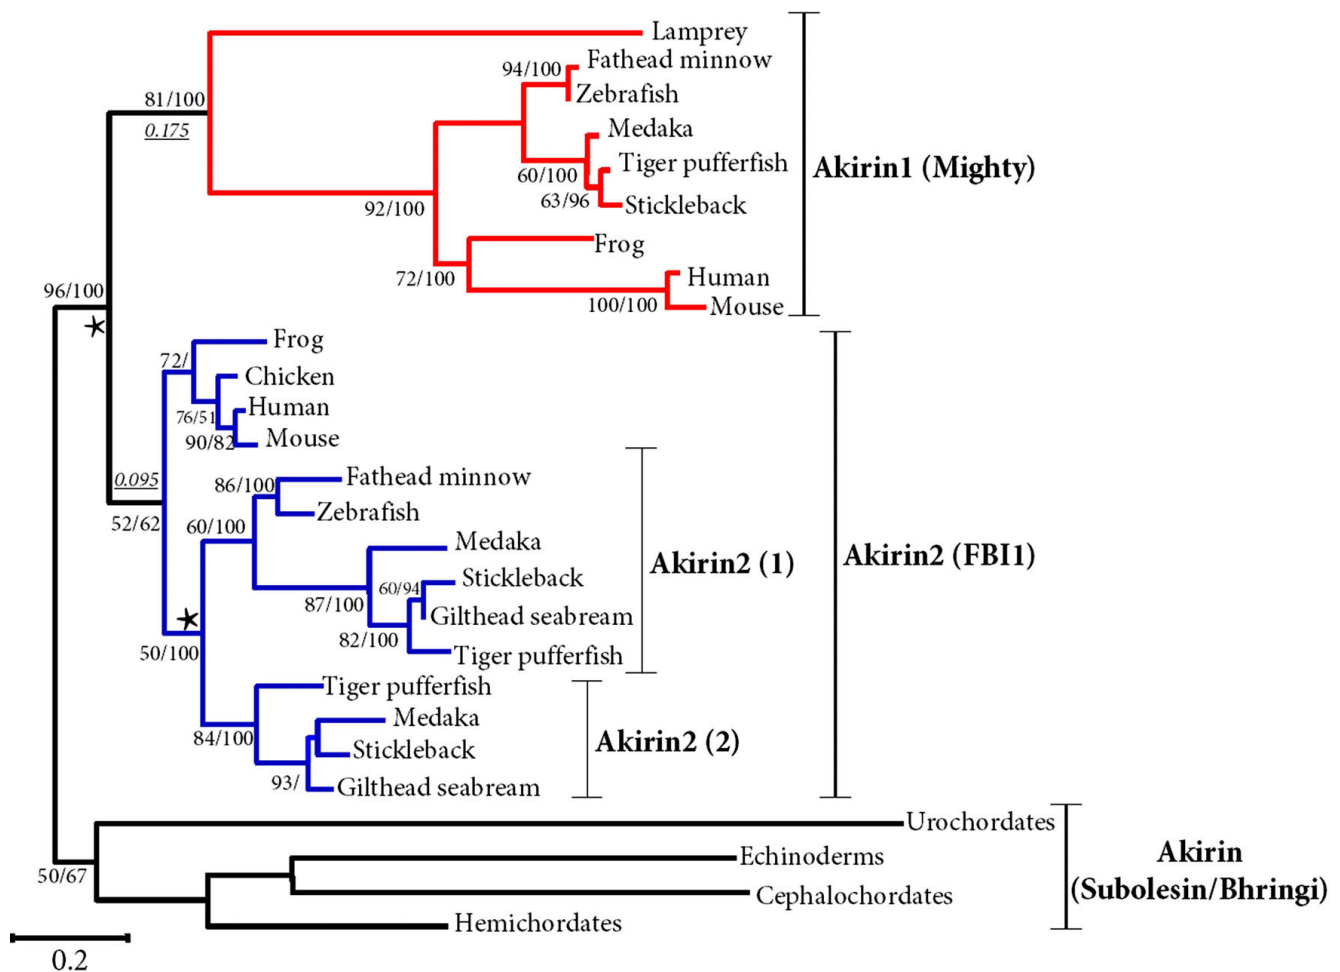 Lamprey
Fathead minnow
94/100
Zebrafish
81/100
0.175
Medaka
Tiger pufferfish
60/100
63/96
Stickleback
Akirin1 (Mighty)
92/100
Frog
72/100
Human
100/100
Mouse
96/100
Frog
72/
Chicken
76/51
Human
90/82
Mouse
0.095
52/62
86/100
Fathead minnow
Zebrafish
60/100
Medaka
60/94
Stickleback
87/100
Gilthead seabream
82/100
Tiger pufferfish
Akirin2 (1)
Akirin2 (FBI1)
50/100
Tiger pufferfish
84/100
Medaka
Stickleback
93/
Gilthead seabream
Akirin2 (2)
50/67
Urochordates
Echinoderms
Cephalochordates
Hemichordates
Akirin
(Subolesin/Bhringi)
0.2